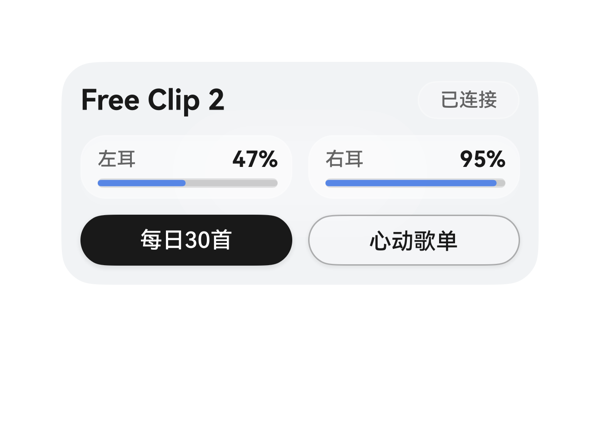 Free Clip 2
已连接
左耳 47%
右耳 95%
每日30首
心动歌单